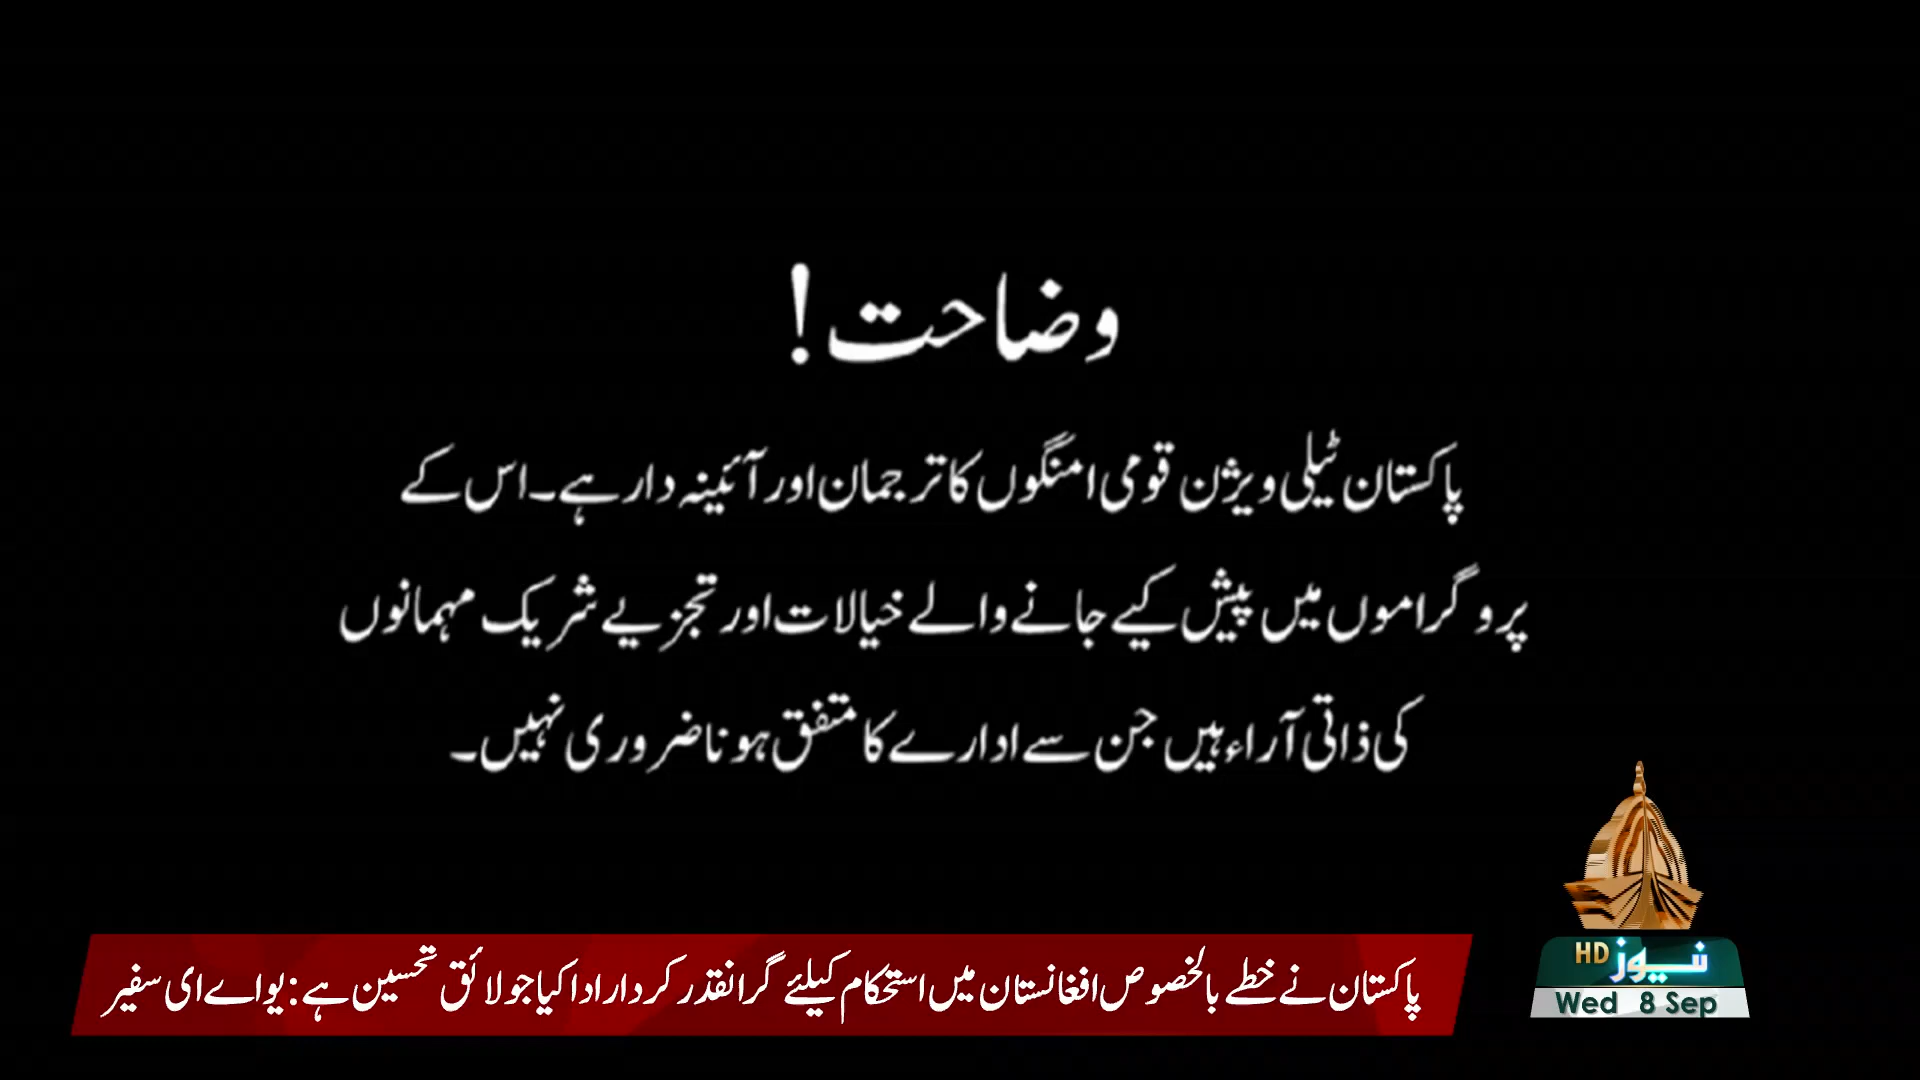 وضاحت!
پاکستان ٹیلی ویژن قومی امنگوں کا ترجمان اور آئینہ دار ہے۔ اس کے
پروگراموں میں پیش کیے جانے والے خیالات اور تجزیے شریک مہمانوں
کی ذاتی آراء ہیں جن سے ادارے کا متفق ہونا ضروری نہیں۔
نیوز HD
Wed 8 Sep
پاکستان نے خطے بالخصوص افغانستان میں استحکام کیلئے گرانقدر کردار ادا کیا جو لائق تحسین ہے: یو اے ای سفیر